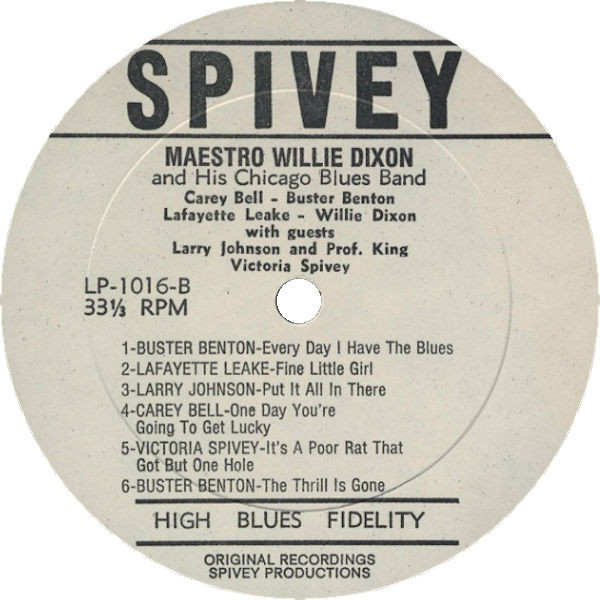 SPIVEY
MAESTRO WILLIE DIXON
and His Chicago Blues Band
Carey Bell - Buster Benton
Lafayette Leake - Willie Dixon
with guests
Larry Johnson and Prof. King
Victoria Spivey
LP-1016-B
33⅓ RPM
1-BUSTER BENTON-Every Day I Have The Blues
2-LAFAYETTE LEAKE-Fine Little Girl
3-LARRY JOHNSON-Put It All In There
4-CAREY BELL-One Day You're
Going To Get Lucky
5-VICTORIA SPIVEY-It's A Poor Rat That
Got But One Hole
6-BUSTER BENTON-The Thrill Is Gone
HIGH BLUES FIDELITY
ORIGINAL RECORDINGS
SPIVEY PRODUCTIONS